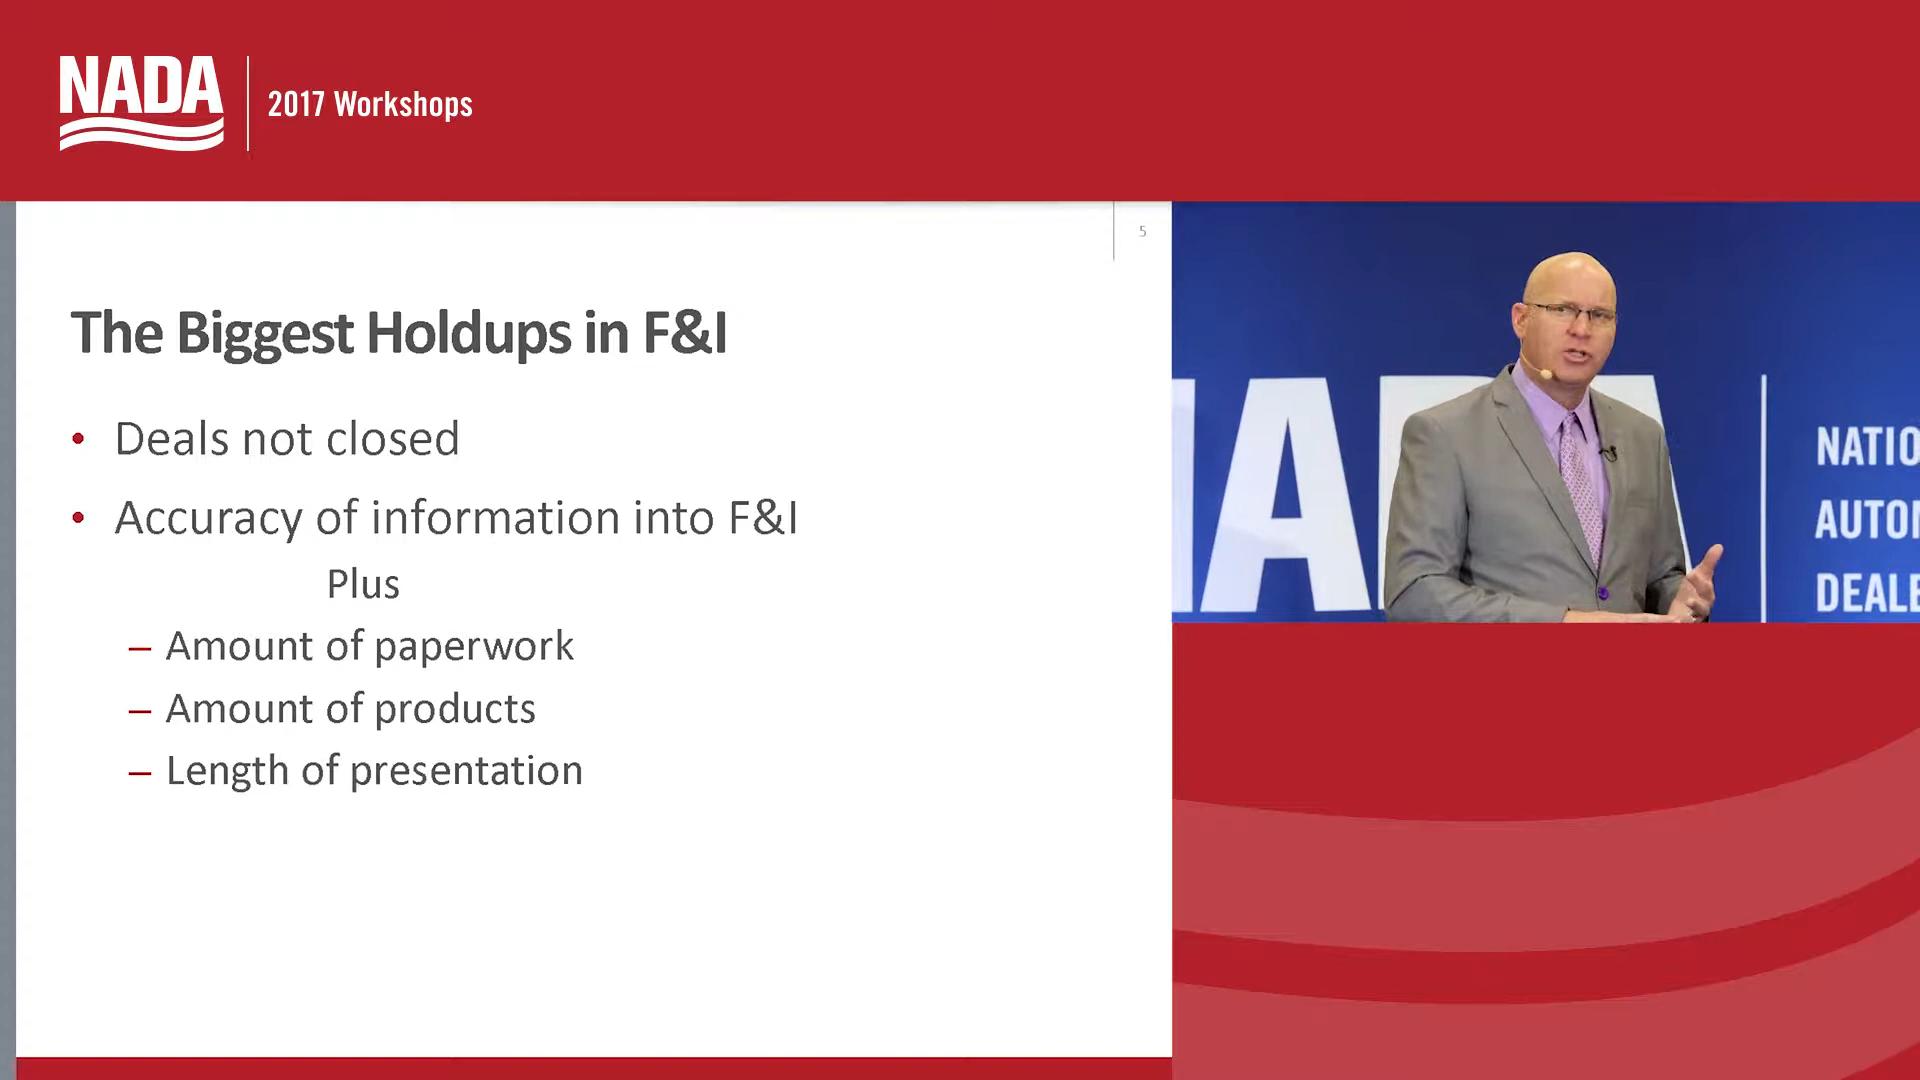 NADA
2017 Workshops
5
The Biggest Holdups in F&I
• Deals not closed
• Accuracy of information into F&I
Plus
– Amount of paperwork
– Amount of products
– Length of presentation
NATIO
AUTO
DEALE